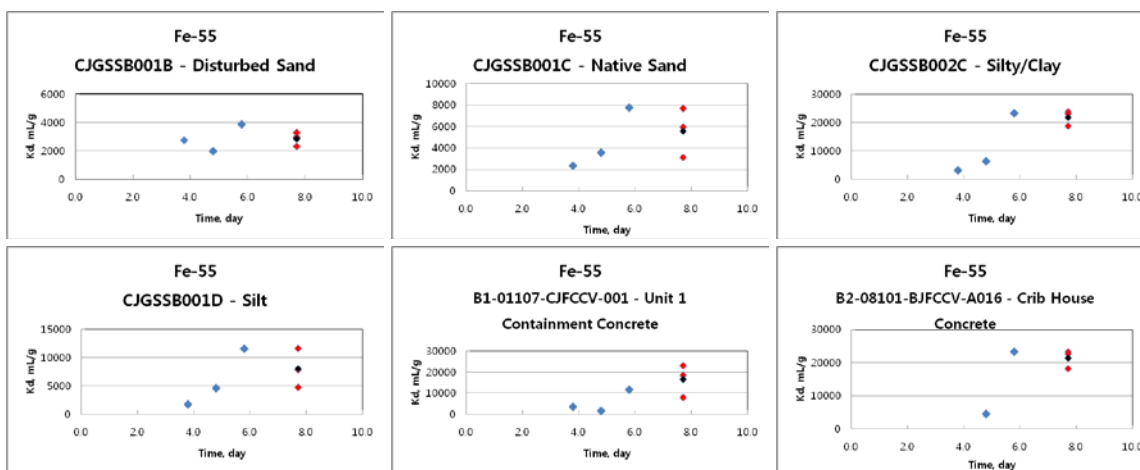 Fe-55
CJGSSB001B - Disturbed Sand
6000
4000
2000
0
Kd, mL/g
0.0 2.0 4.0 6.0 8.0 10.0
Time, day
Fe-55
CJGSSB001C - Native Sand
10000
8000
6000
4000
2000
0
Kd, mL/g
0.0 2.0 4.0 6.0 8.0 10.0
Time, day
Fe-55
CJGSSB002C - Silty/Clay
30000
20000
10000
0
Kd, mL/g
0.0 2.0 4.0 6.0 8.0 10.0
Time, day
Fe-55
CJGSSB001D - Silt
15000
10000
5000
0
Kd, mL/g
0.0 2.0 4.0 6.0 8.0 10.0
Time, day
Fe-55
B1-01107-CJFCCV-001 - Unit 1
Containment Concrete
30000
20000
10000
0
Kd, mL/g
0.0 2.0 4.0 6.0 8.0 10.0
Time, day
Fe-55
B2-08101-BJFCCV-A016 - Crib House
Concrete
30000
20000
10000
0
Kd, mL/g
0.0 2.0 4.0 6.0 8.0 10.0
Time, day